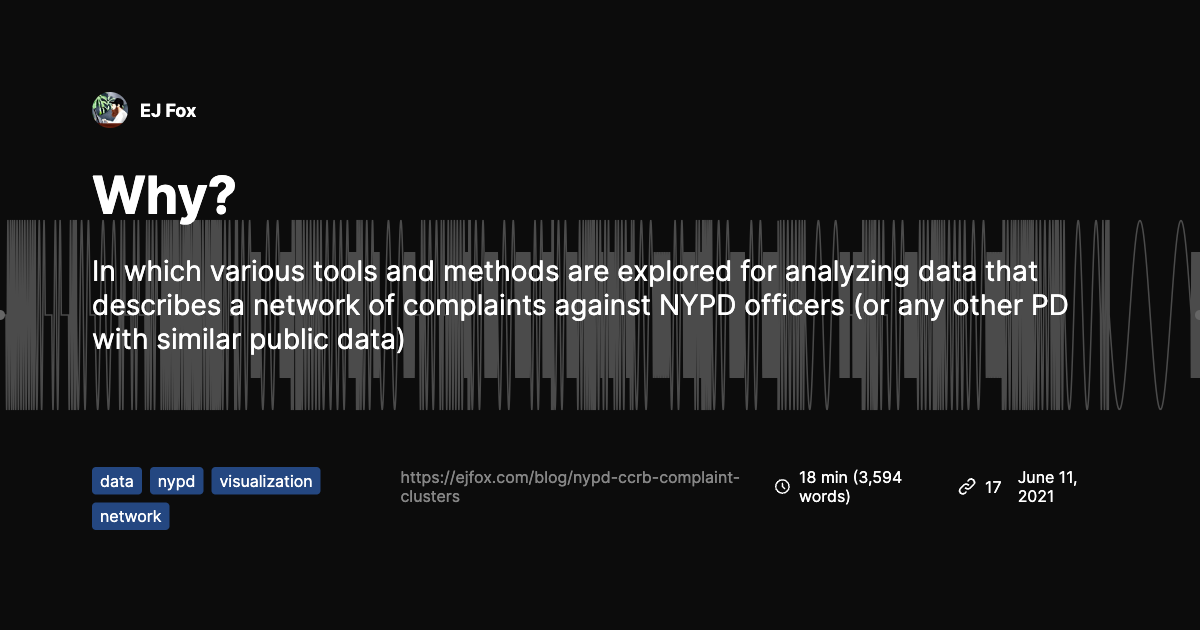 EJ Fox
Why?
In which various tools and methods are explored for analyzing data that
describes a network of complaints against NYPD officers (or any other PD
with similar public data)
data nypd visualization
network
https://ejfox.com/blog/nypd-ccrb-complaint-
clusters
18 min (3,594
words)
17
June 11,
2021